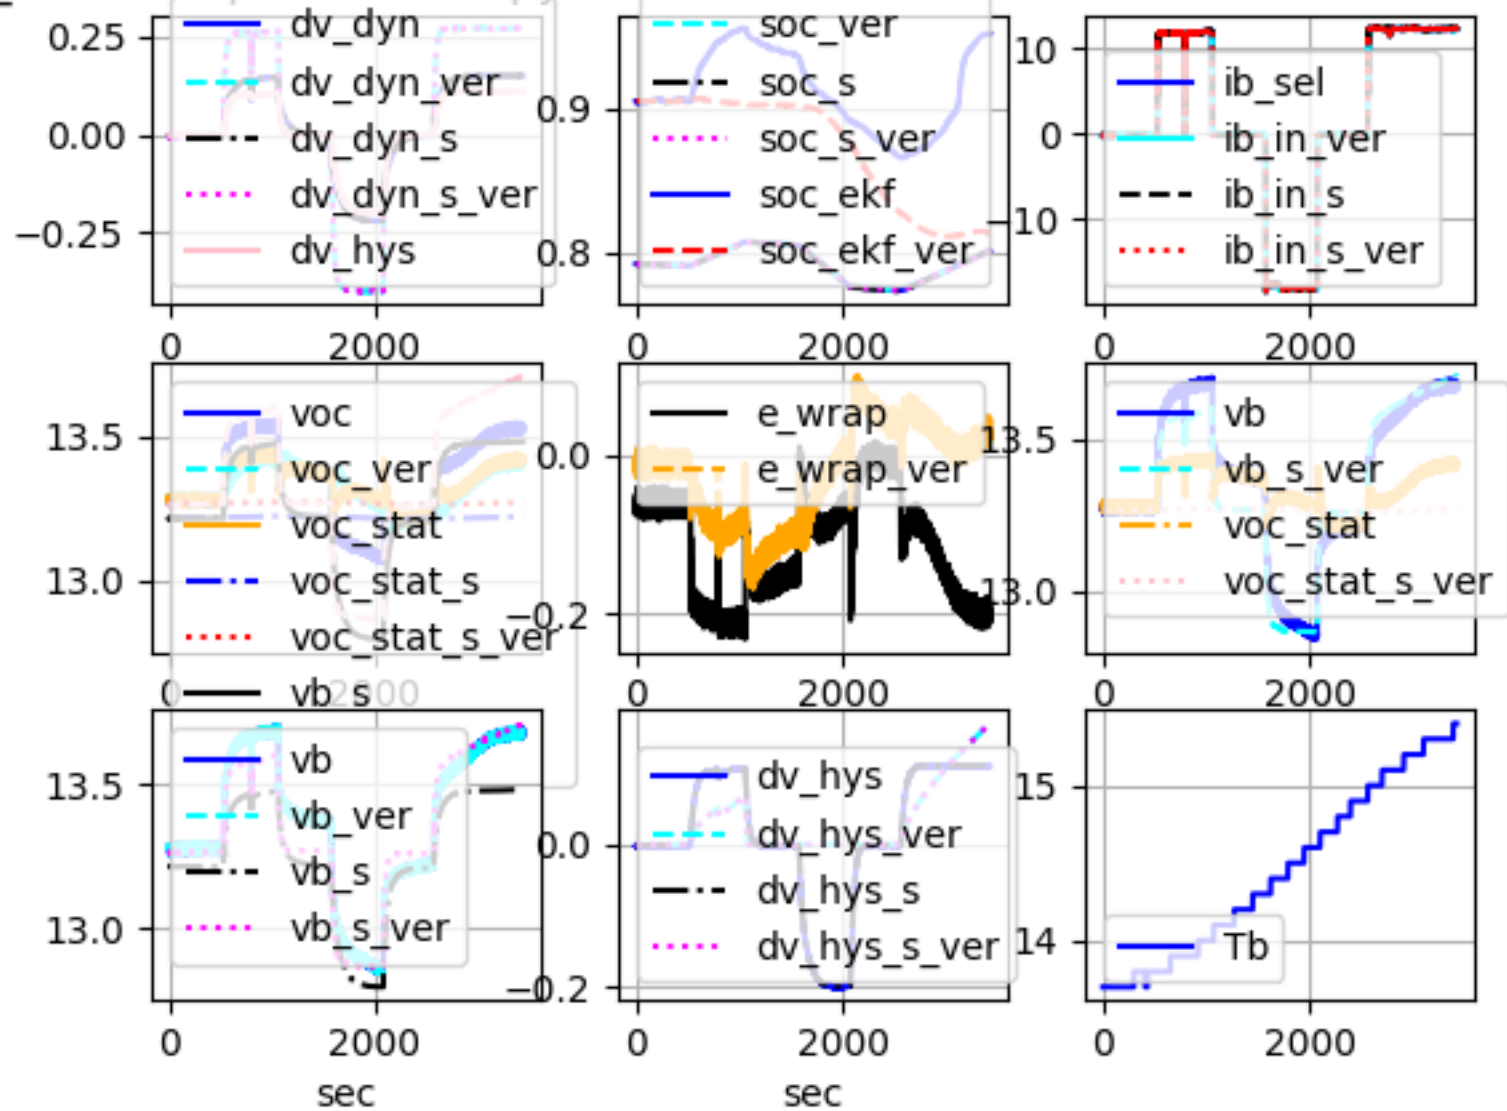 0.25
0.00
−0.25
dv_dyn
dv_dyn_ver
dv_dyn_s
dv_dyn_s_ver
dv_hys
0 2000
0.9
0.8
soc_ver
soc_s
soc_s_ver
soc_ekf
soc_ekf_ver
0 2000
10
0
10
ib_sel
ib_in_ver
ib_in_s
ib_in_s_ver
0 2000
13.5
13.0
voc
voc_ver
voc_stat
voc_stat_s
voc_stat_s_ver
vb_s
0 2000
0.0
−0.2
e_wrap
e_wrap_ver
0 2000
13.5
13.0
vb
vb_s_ver
voc_stat
voc_stat_s_ver
0 2000
13.5
13.0
vb
vb_ver
vb_s
vb_s_ver
0 2000
sec
0.0
−0.2
dv_hys
dv_hys_ver
dv_hys_s
dv_hys_s_ver
0 2000
sec
15
14
Tb
0 2000